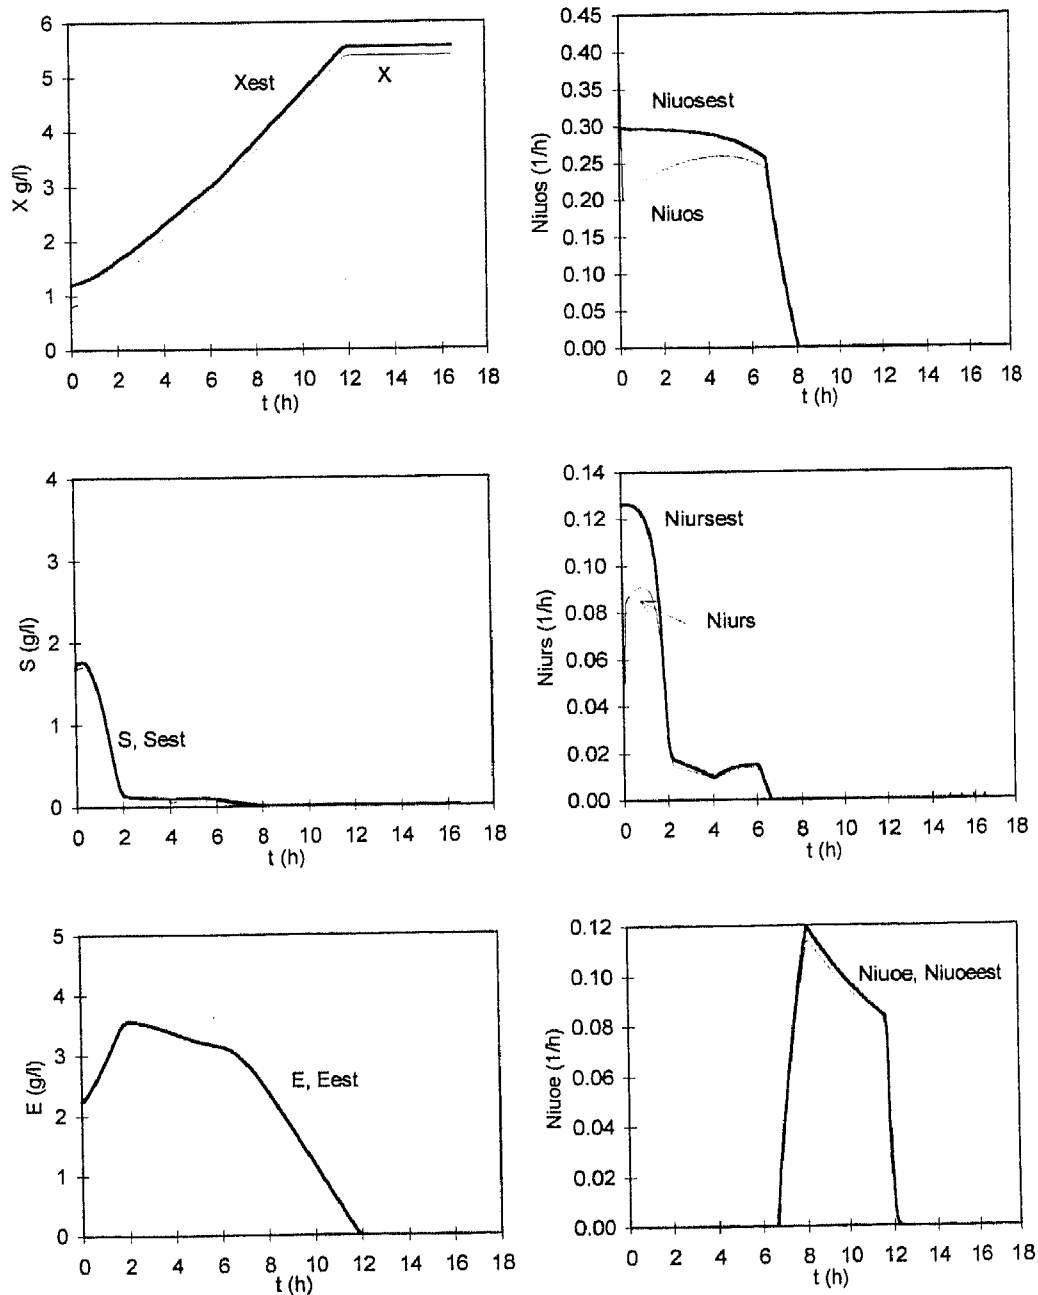 6
5
4
3
2
1
0
X g/l)
Xest
X
0 2 4 6 8 10 12 14 16 18
t (h)
0.45
0.40
0.35
0.30
0.25
0.20
0.15
0.10
0.05
0.00
Niuos (1/h)
Niuosest
Niuos
0 2 4 6 8 10 12 14 16 18
t (h)
4
3
2
1
0
S (g/l)
S, Sest
0 2 4 6 8 10 12 14 16 18
t (h)
0.14
0.12
0.10
0.08
0.06
0.04
0.02
0.00
Niurs (1/h)
Niursest
Niurs
0 2 4 6 8 10 12 14 16 18
t (h)
5
4
3
2
1
0
E (g/l)
E, Eest
0 2 4 6 8 10 12 14 16 18
t (h)
0.12
0.10
0.08
0.06
0.04
0.02
0.00
Niuoe (1/h)
Niuoe, Niuoeest
0 2 4 6 8 10 12 14 16 18
t (h)